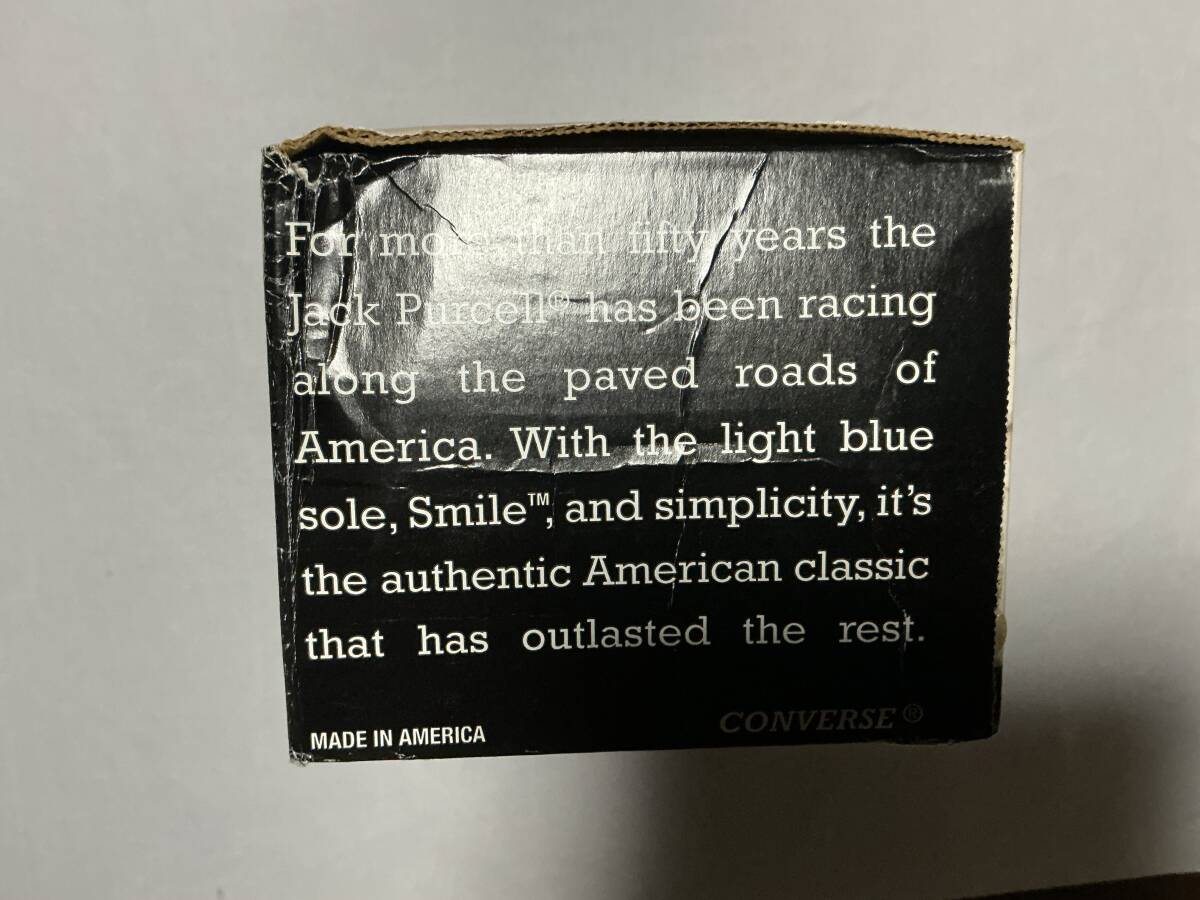 For more than fifty years the
Jack Purcell® has been racing
along the paved roads of
America. With the light blue
sole, Smile™, and simplicity, it's
the authentic American classic
that has outlasted the rest.
MADE IN AMERICA
CONVERSE®